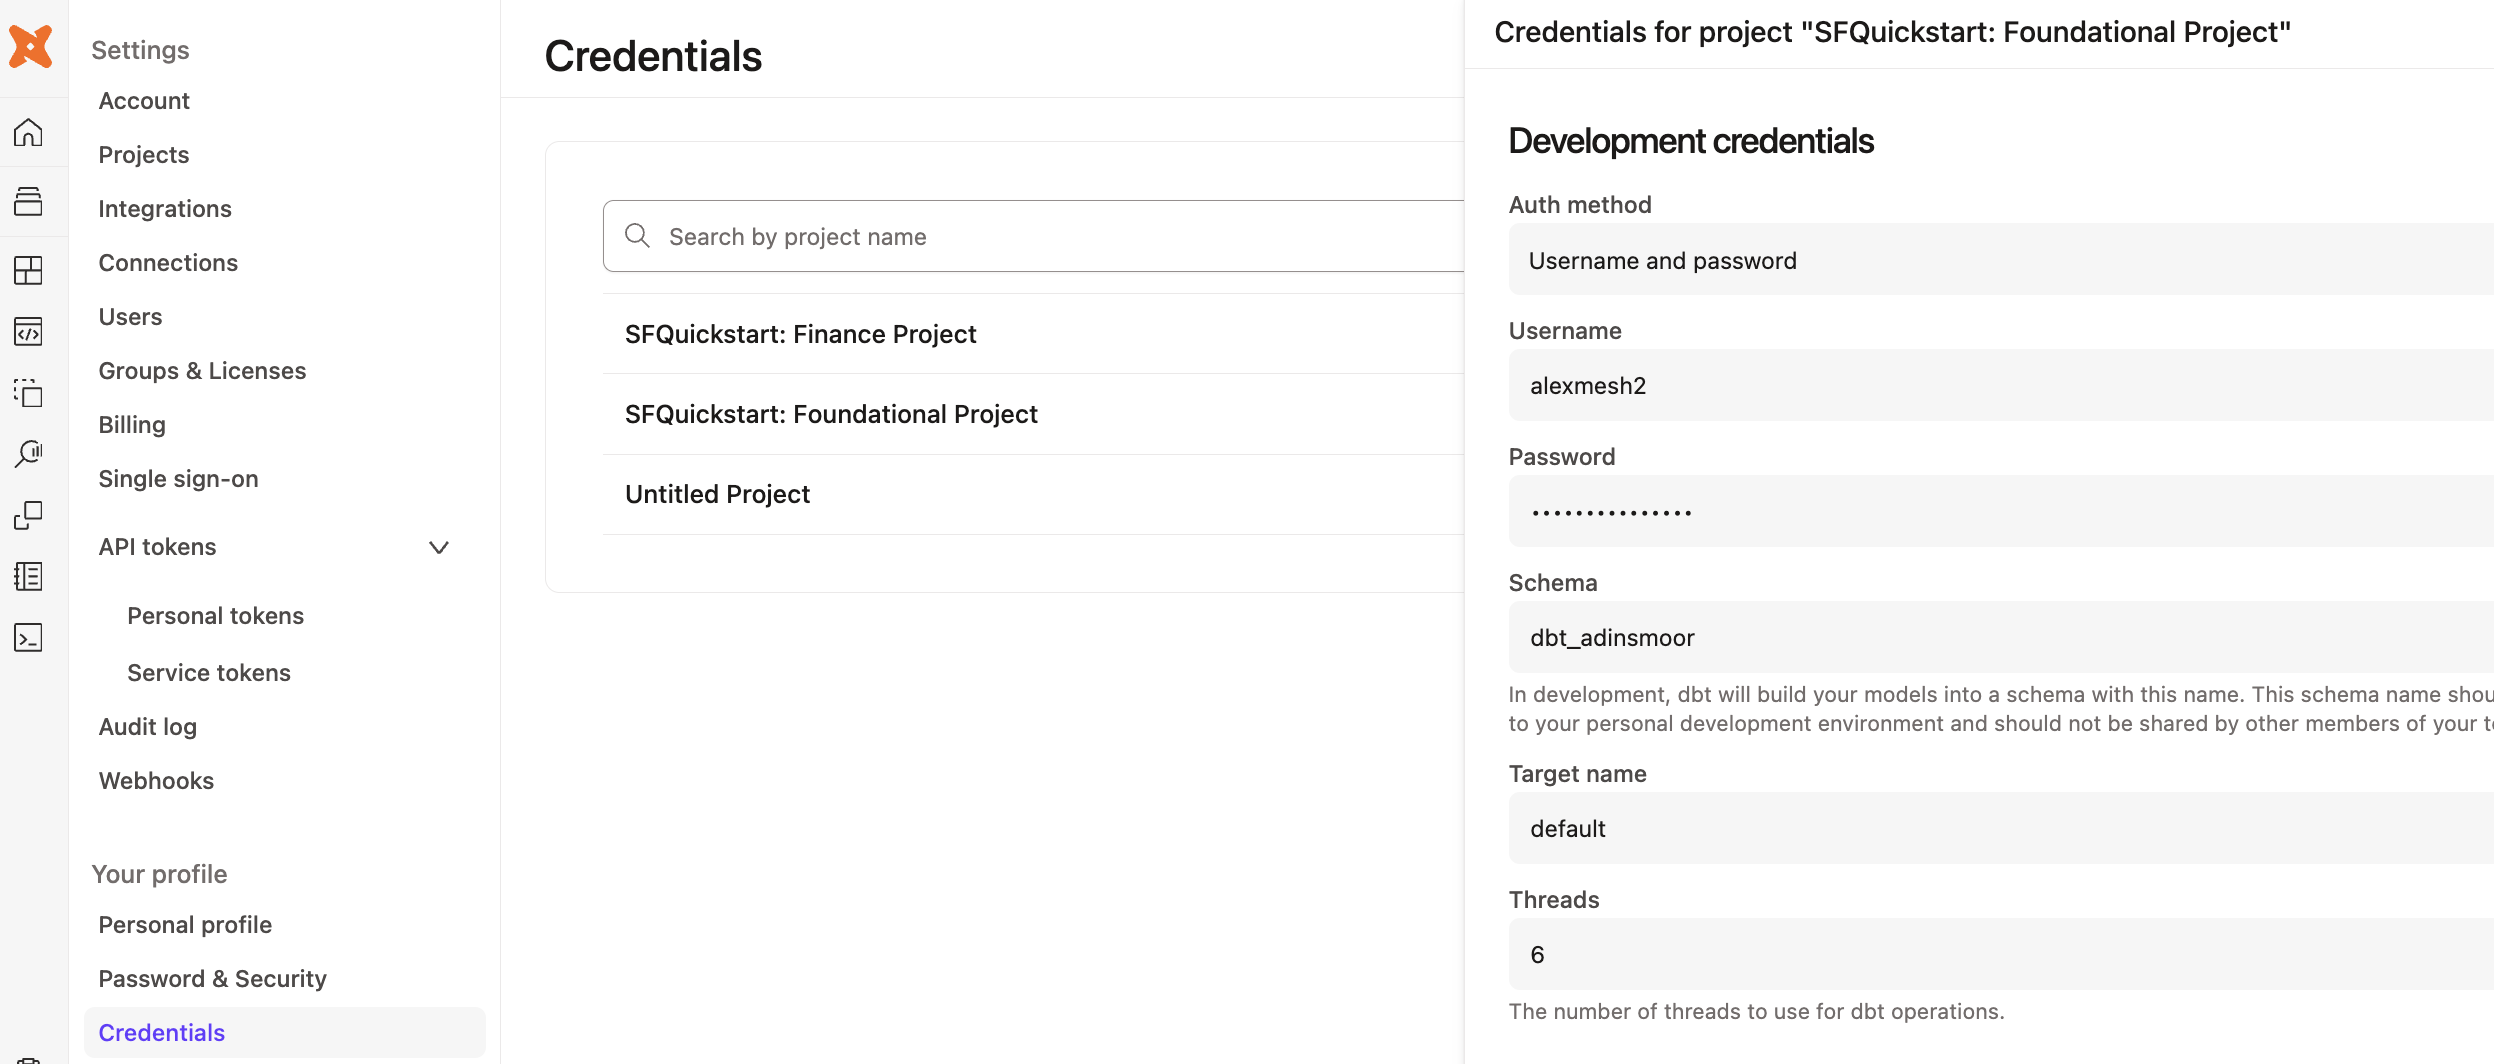 Settings
Account
Projects
Integrations
Connections
Users
Groups & Licenses
Billing
Single sign-on
API tokens
Personal tokens
Service tokens
Audit log
Webhooks
Your profile
Personal profile
Password & Security
Credentials
Credentials
Search by project name
SFQuickstart: Finance Project
SFQuickstart: Foundational Project
Untitled Project
Credentials for project "SFQuickstart: Foundational Project"
Development credentials
Auth method
Username and password
Username
alexmesh2
Password
•••••••••••••••
Schema
dbt_adinsmoor
In development, dbt will build your models into a schema with this name. This schema name
to your personal development environment and should not be shared by other members of your
Target name
default
Threads
6
The number of threads to use for dbt operations.